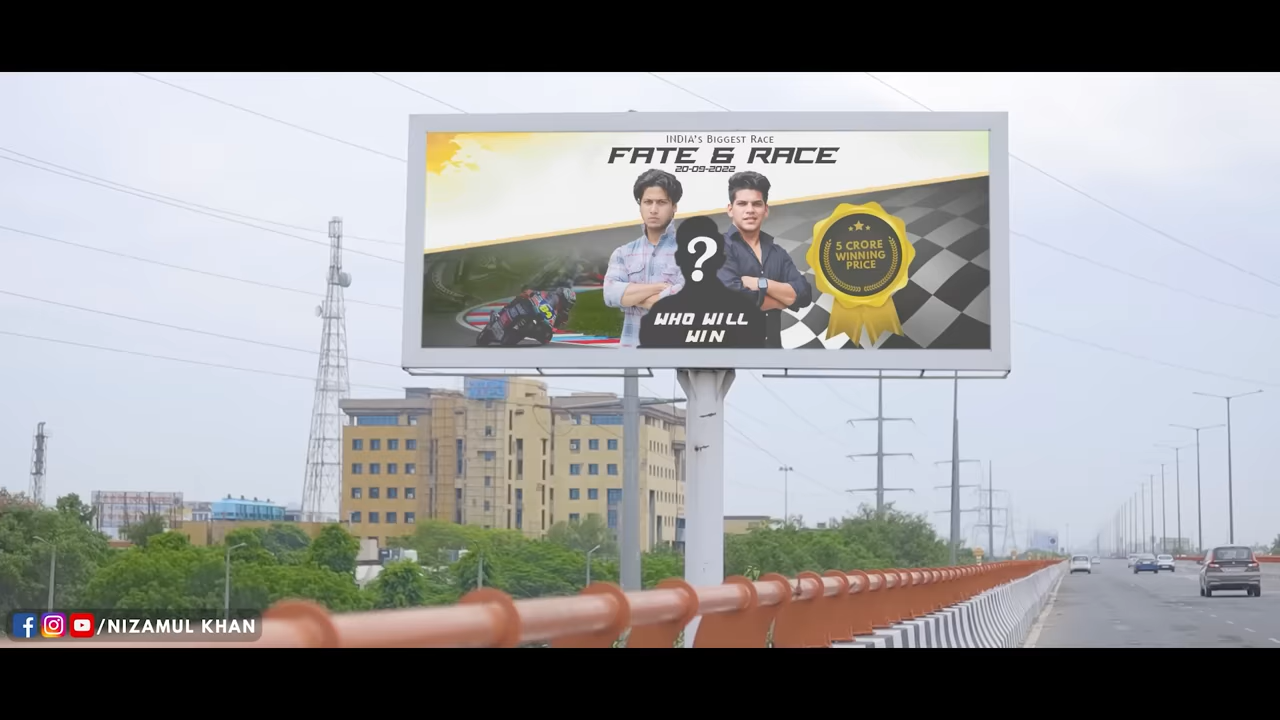 INDIA'S BIGGEST RACE
FATE & RACE
20-09-2022
?
5 CRORE
WINNING
PRICE
WHO WILL
WIN
/NIZAMUL KHAN